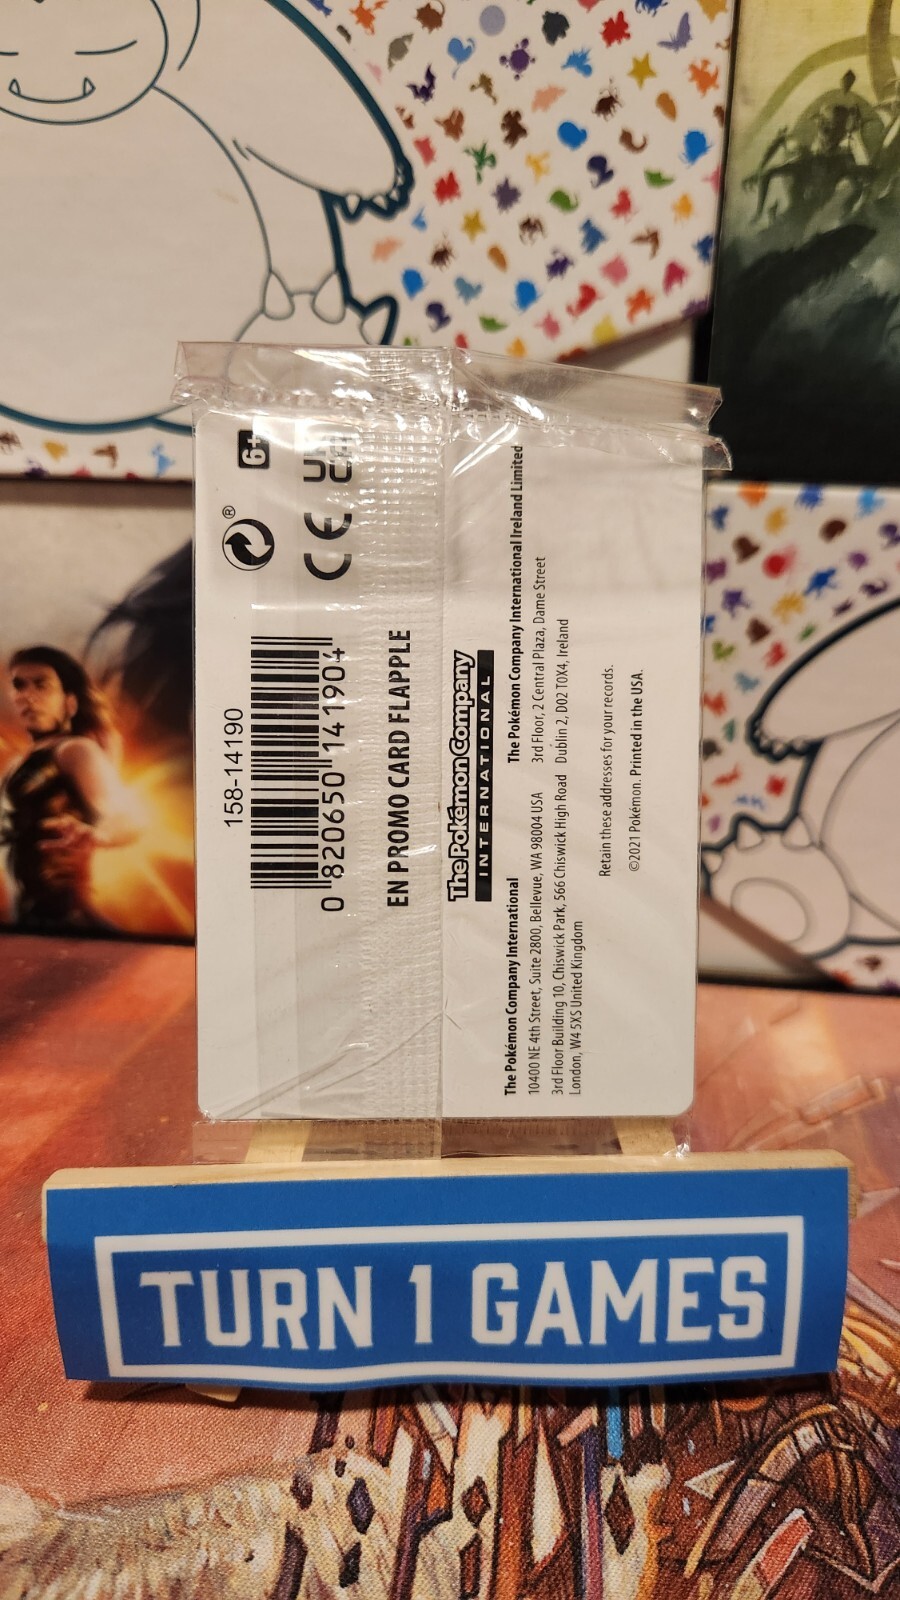 6+
®
CE UK CA
158-14190
0 820650 141904
EN PROMO CARD FLAPPLE
The Pokémon Company
INTERNATIONAL
The Pokémon Company International
10400 NE 4th Street, Suite 2800, Bellevue, WA 98004 USA
3rd Floor Building 10, Chiswick Park, 566 Chiswick High Road
London, W4 5XS United Kingdom
The Pokémon Company International Ireland Limited
3rd Floor, 2 Central Plaza, Dame Street
Dublin 2, D02 T0X4, Ireland
Retain these addresses for your records.
©2021 Pokémon. Printed in the USA.
TURN 1 GAMES